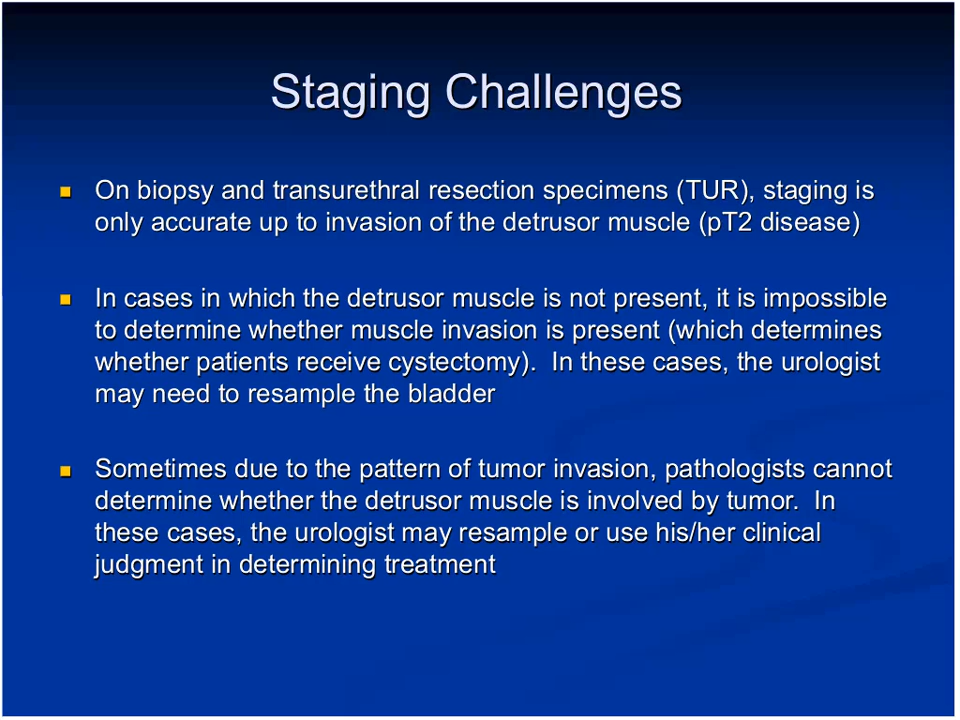 Staging Challenges
On biopsy and transurethral resection specimens (TUR), staging is
only accurate up to invasion of the detrusor muscle (pT2 disease)
In cases in which the detrusor muscle is not present, it is impossible
to determine whether muscle invasion is present (which determines
whether patients receive cystectomy).  In these cases, the urologist
may need to resample the bladder
Sometimes due to the pattern of tumor invasion, pathologists cannot
determine whether the detrusor muscle is involved by tumor.  In
these cases, the urologist may resample or use his/her clinical
judgment in determining treatment